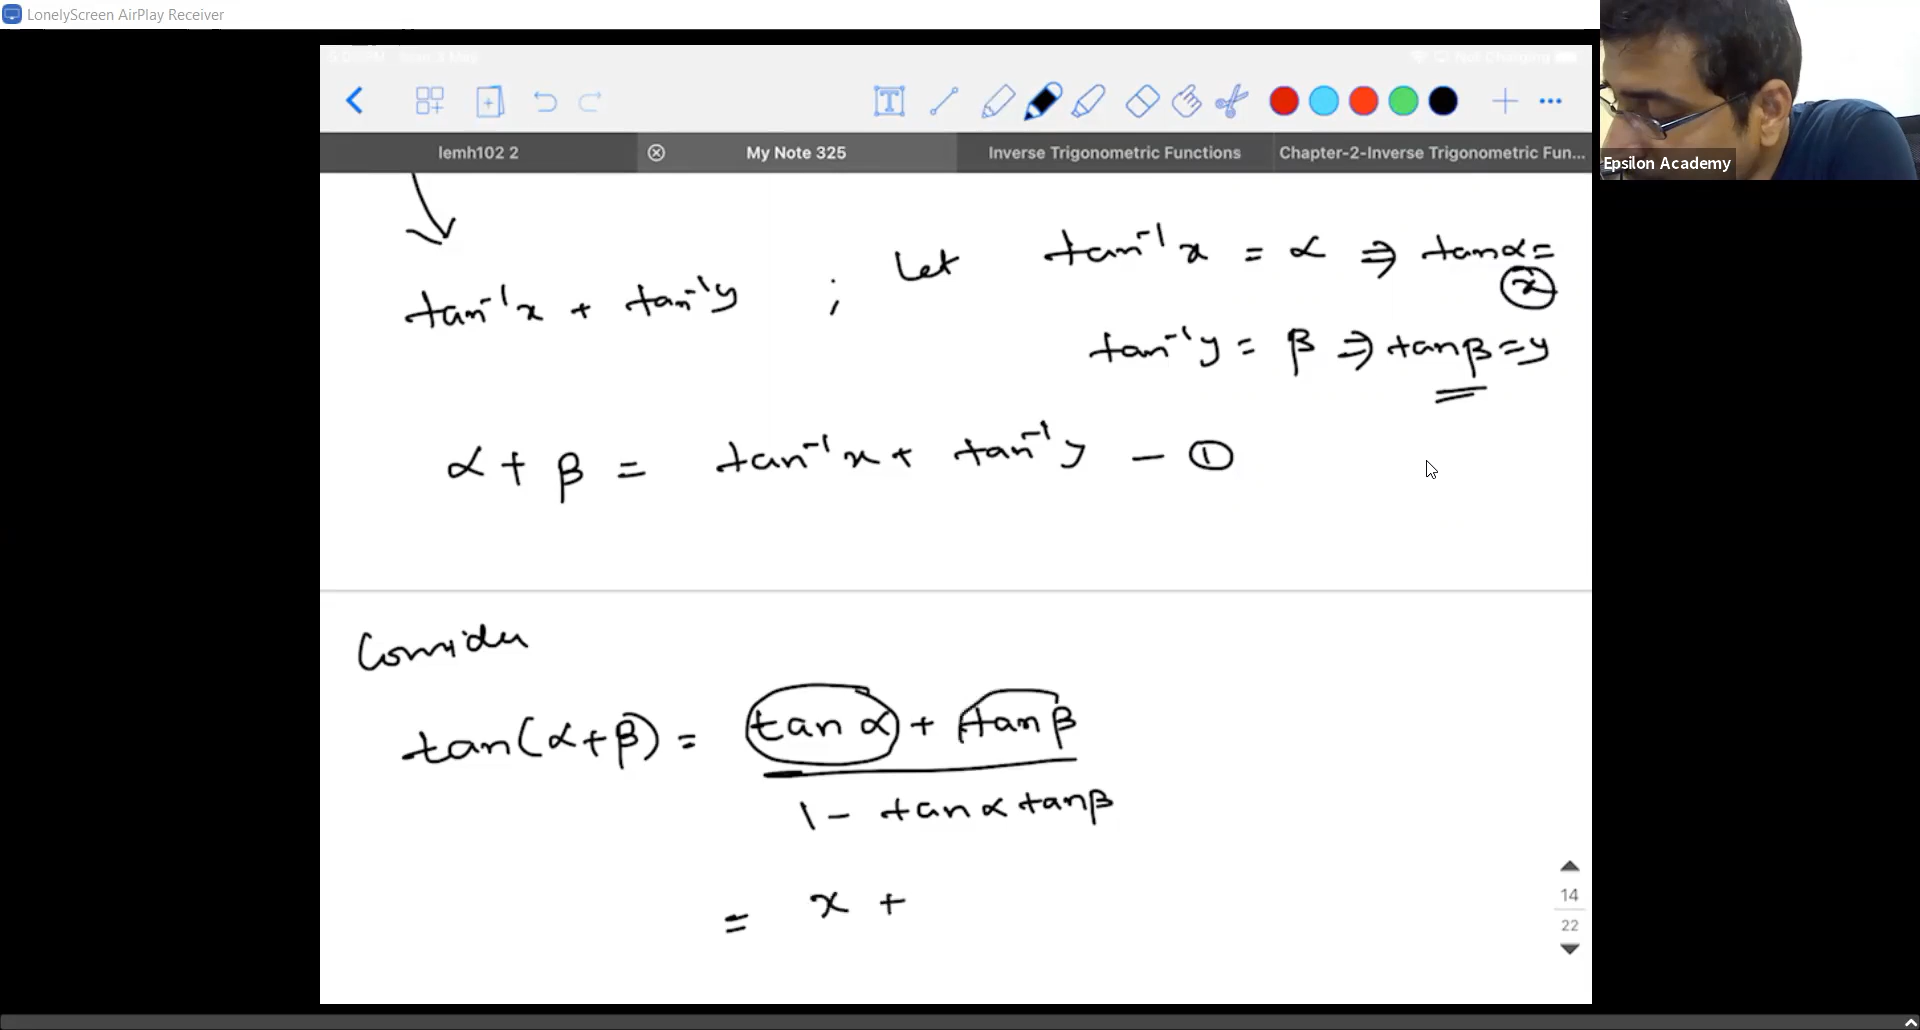 LonelyScreen AirPlay Receiver
Epsilon Academy
lemh102 2
My Note 325
Inverse Trigonometric Functions
Chapter-2-Inverse Trigonometric Fun...
tan⁻¹x + tan⁻¹y ; Let tan⁻¹x = α ⇒ tanα =
x
tan⁻¹y = β ⇒ tanβ = y
α + β = tan⁻¹x + tan⁻¹y - ①
Consider
tan(α+β) = tan α + tan β
1 - tan α tan β
= x +
14
22